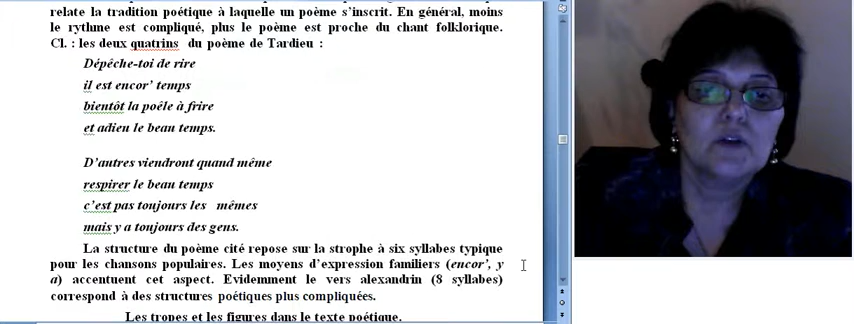 relate la tradition poétique à laquelle un poème s'inscrit. En général, moins
le rythme est compliqué, plus le poème est proche du chant folklorique.
Cl. : les deux quatrins du poème de Tardieu :
Dépêche-toi de rire
il est encor' temps
bientôt la poêle à frire
et adieu le beau temps.
D'autres viendront quand même
respirer le beau temps
c'est pas toujours les mêmes
mais y a toujours des gens.
La structure du poème cité repose sur la strophe à six syllabes typique
pour les chansons populaires. Les moyens d'expression familiers (encor', y
a) accentuent cet aspect. Evidemment le vers alexandrin (8 syllabes)
correspond à des structures poétiques plus compliquées.
Les tropes et les figures dans le texte poétique.